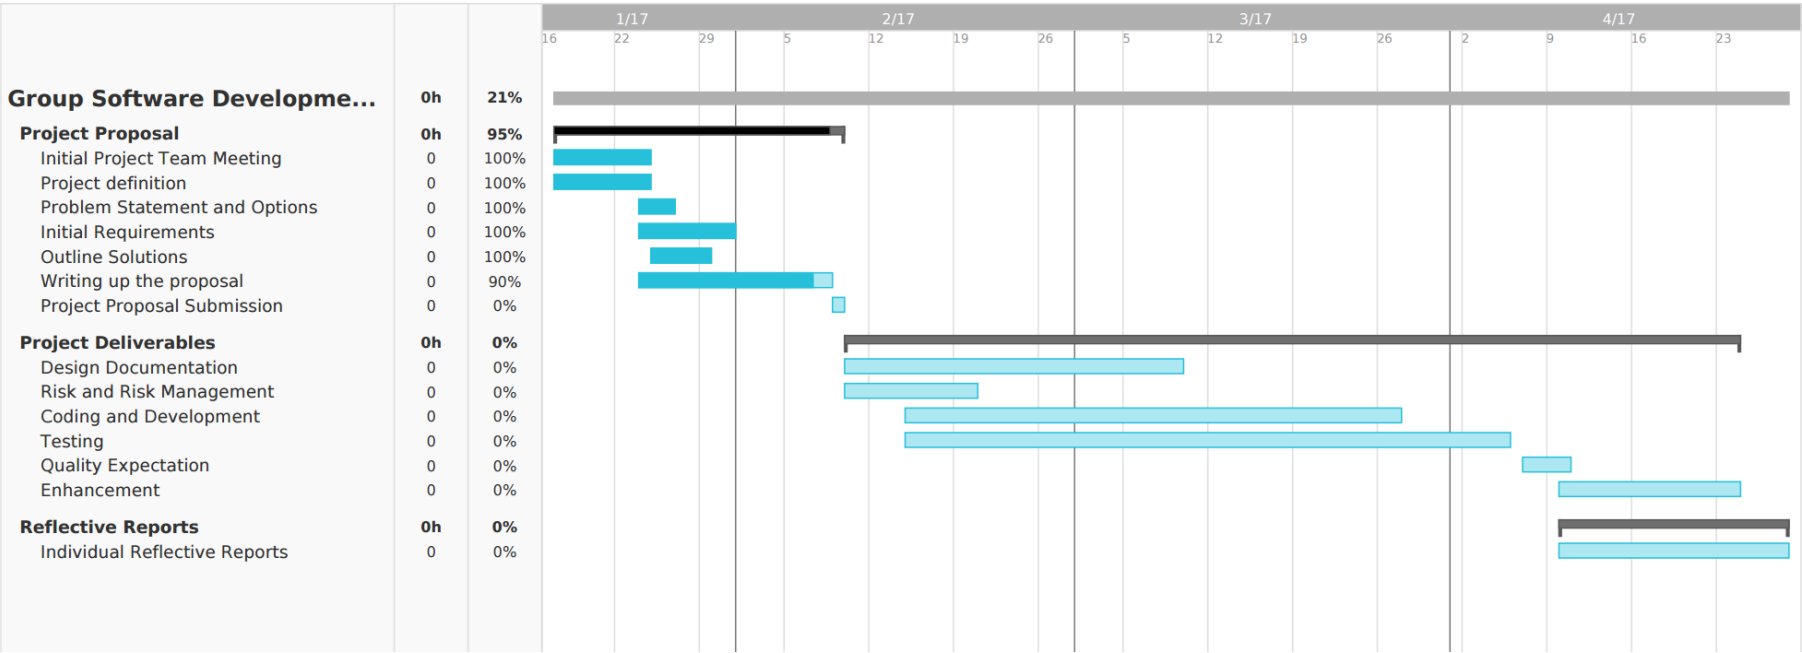 1/17 2/17 3/17 4/17
16 22 29 5 12 19 26 5 12 19 26 2 9 16 23
Group Software Developme... 0h 21%
Project Proposal 0h 95%
Initial Project Team Meeting 0 100%
Project definition 0 100%
Problem Statement and Options 0 100%
Initial Requirements 0 100%
Outline Solutions 0 100%
Writing up the proposal 0 90%
Project Proposal Submission 0 0%
Project Deliverables 0h 0%
Design Documentation 0 0%
Risk and Risk Management 0 0%
Coding and Development 0 0%
Testing 0 0%
Quality Expectation 0 0%
Enhancement 0 0%
Reflective Reports 0h 0%
Individual Reflective Reports 0 0%